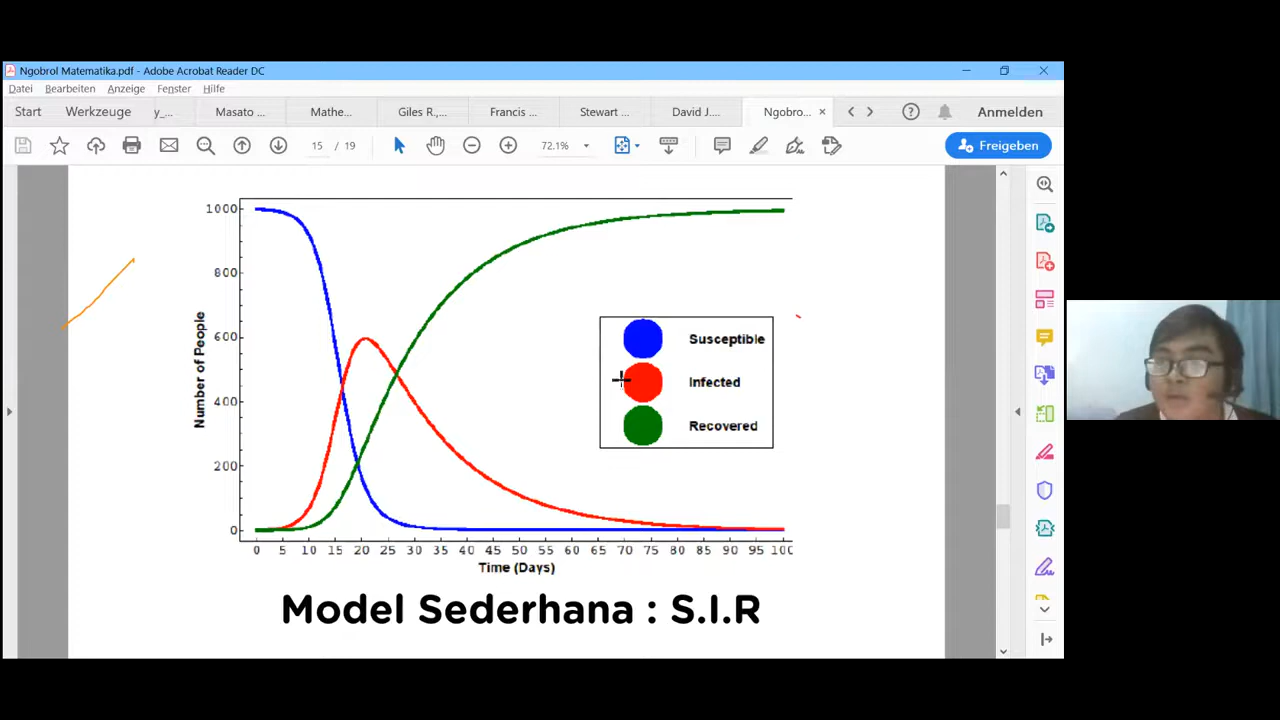 Ngobrol Matematika.pdf - Adobe Acrobat Reader DC
Datei Bearbeiten Anzeige Fenster Hilfe
Start Werkzeuge y_... Masato ... Mathe... Giles R.,... Francis ... Stewart ... David J.... Ngobro...
Anmelden
15 / 19 72.1% Freigeben
1000
800
600
400
200
0
Number of People
Susceptible
Infected
Recovered
0 5 10 15 20 25 30 35 40 45 50 55 60 65 70 75 80 85 90 95 100
Time (Days)
Model Sederhana : S.I.R